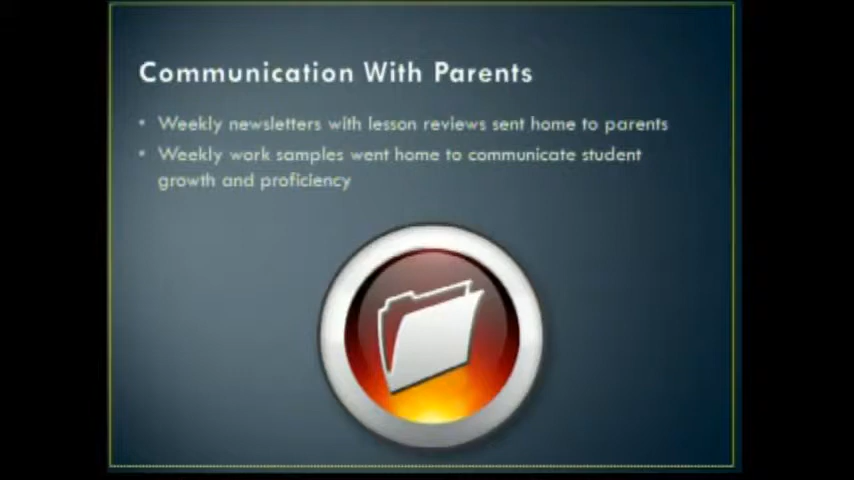 Communication With Parents
• Weekly newsletters with lesson reviews sent home to parents
• Weekly work samples went home to communicate student
growth and proficiency